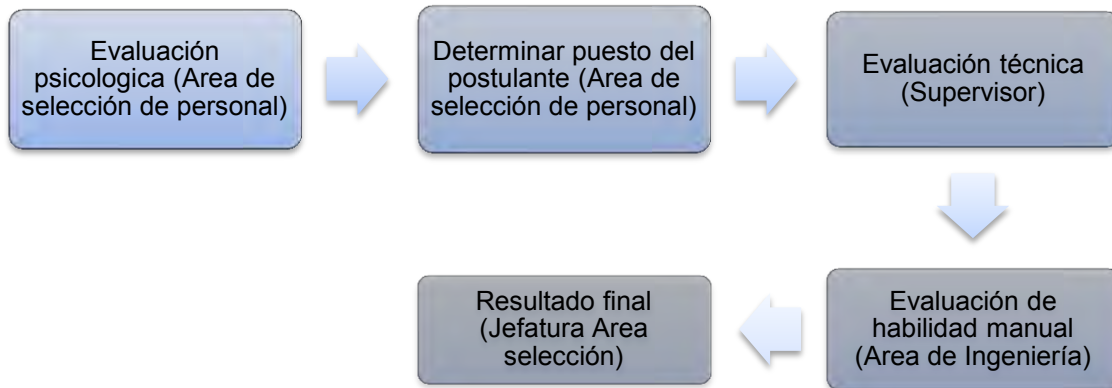 Evaluación
psicologica (Area de
selección de personal)
Determinar puesto del
postulante (Area de
selección de personal)
Evaluación técnica
(Supervisor)
Evaluación de
habilidad manual
(Area de Ingeniería)
Resultado final
(Jefatura Area
selección)